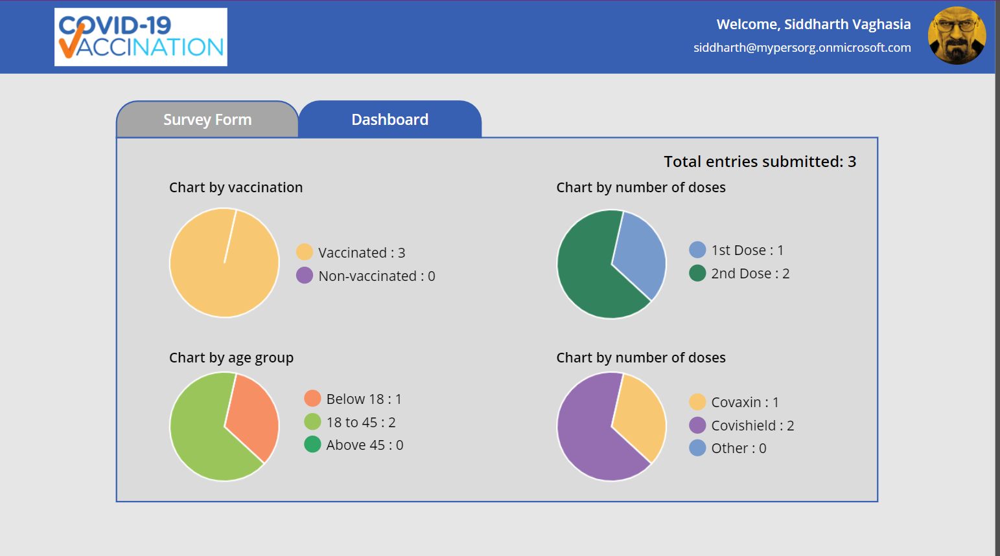 COVID-19
VACCINATION
Welcome, Siddharth Vaghasia
siddharth@mypersorg.onmicrosoft.com
Survey Form
Dashboard
Total entries submitted: 3
Chart by vaccination
Vaccinated : 3
Non-vaccinated : 0
Chart by number of doses
1st Dose : 1
2nd Dose : 2
Chart by age group
Below 18 : 1
18 to 45 : 2
Above 45 : 0
Chart by number of doses
Covaxin : 1
Covishield : 2
Other : 0